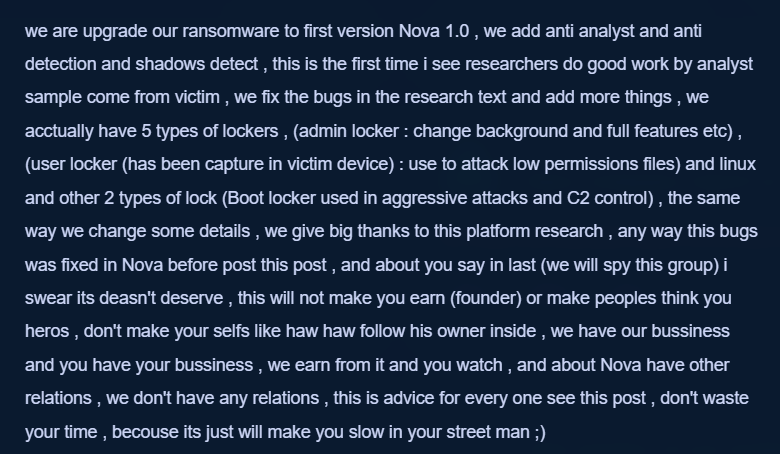 we are upgrade our ransomware to first version Nova 1.0 , we add anti analyst and anti
detection and shadows detect , this is the first time i see researchers do good work by analyst
sample come from victim , we fix the bugs in the research text and add more things , we
acctually have 5 types of lockers , (admin locker : change background and full features etc) ,
(user locker (has been capture in victim device) : use to attack low permissions files) and linux
and other 2 types of lock (Boot locker used in aggressive attacks and C2 control) , the same
way we change some details , we give big thanks to this platform research , any way this bugs
was fixed in Nova before post this post , and about you say in last (we will spy this group) i
swear its deasn't deserve , this will not make you earn (founder) or make peoples think you
heros , don't make your selfs like haw haw follow his owner inside , we have our bussiness
and you have your bussiness , we earn from it and you watch , and about Nova have other
relations , we don't have any relations , this is advice for every one see this post , don't waste
your time , becouse its just will make you slow in your street man ;)